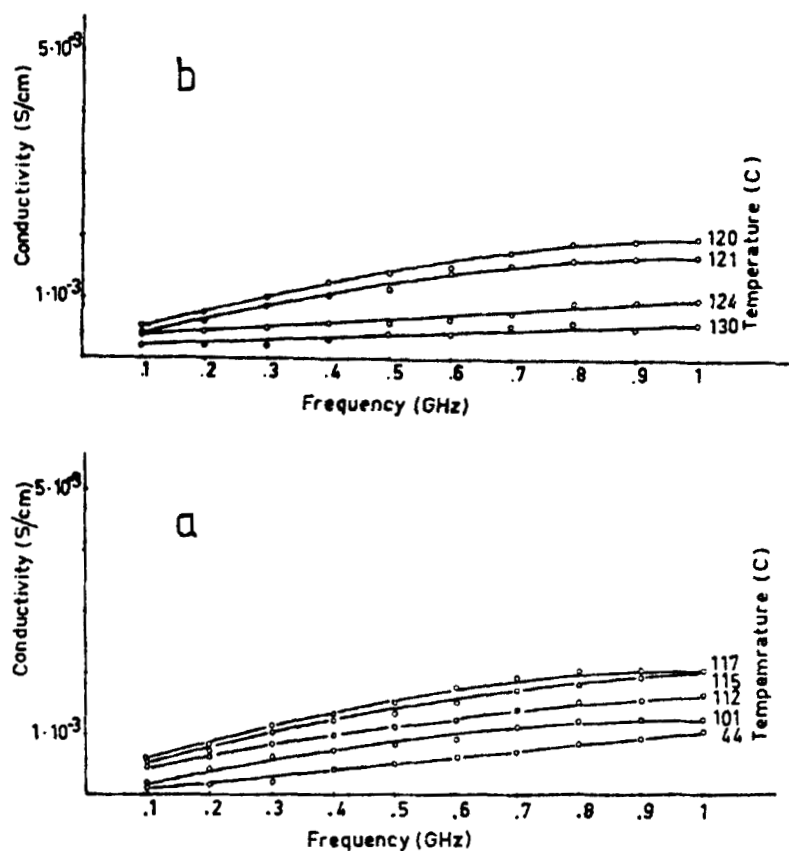 b
5·10⁻³
1·10⁻³
Conductivity (S/cm)
120
121
124
130
Temperature (C)
.1 .2 .3 .4 .5 .6 .7 .8 .9 1
Frequency (GHz)
a
5·10⁻³
1·10⁻³
Conductivity (S/cm)
117
115
112
101
44
Tempemrature (C)
.1 .2 .3 .4 .5 .6 .7 .8 .9 1
Frequency (GHz)